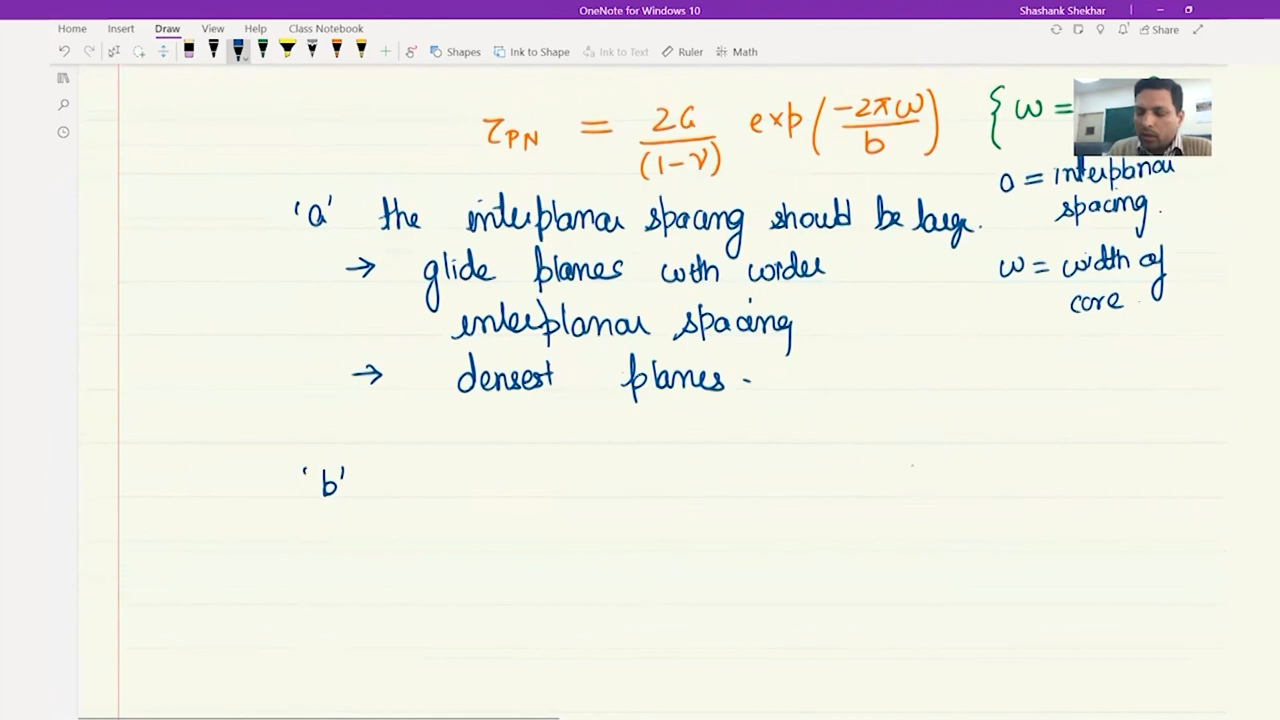 OneNote for Windows 10
Shashank Shekhar
Home Insert Draw View Help Class Notebook
Shapes Ink to Shape Ink to Text Ruler Math Share
τPN = 2G/(1-ν) exp(-2πω/b) { ω =
a = interplanar
spacing.
'a' the interplanar spacing should be large.
→ glide planes with wider
interplanar spacing
ω = width of
core.
→ densest planes.
'b'